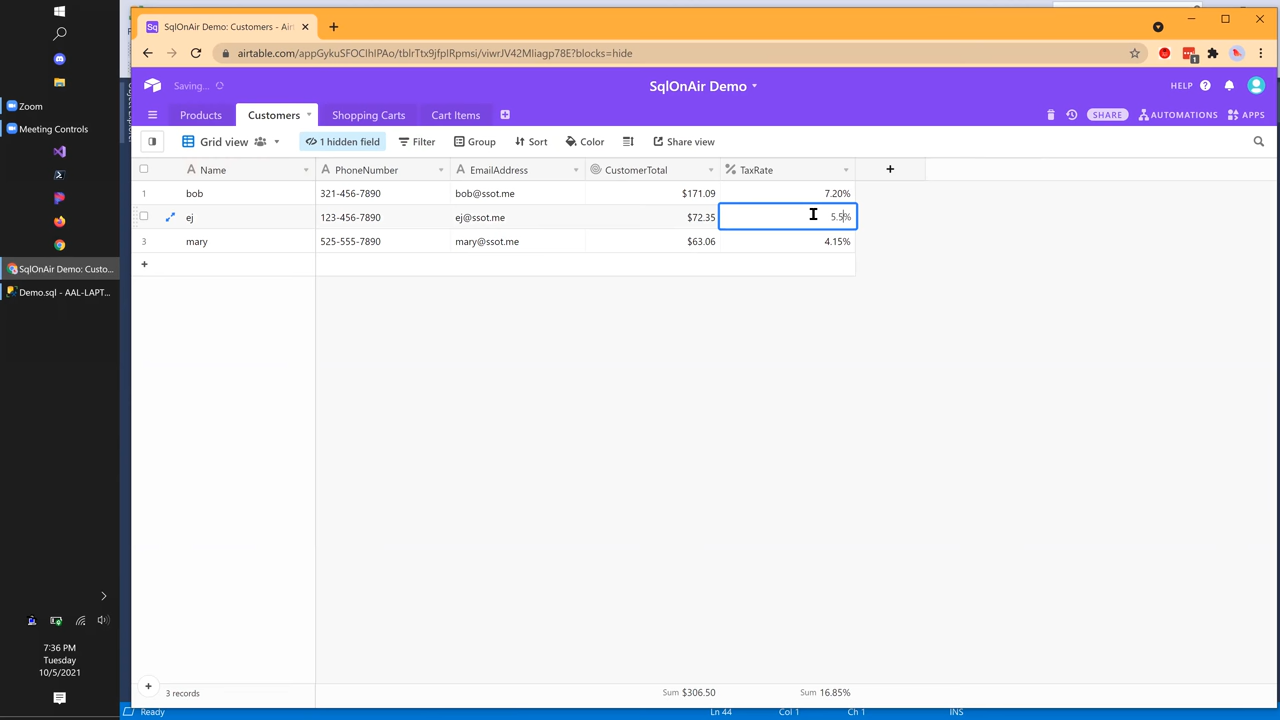 SqlOnAir Demo: Customers - Air
airtable.com/appGykuSFOClhIPAo/tblrTtx9jfpIRpmsi/viwrJV42Mliagp78E?blocks=hide
1
Saving...
SqlOnAir Demo
HELP
Products
Customers
Shopping Carts
Cart Items
SHARE
AUTOMATIONS
APPS
Grid view
1 hidden field
Filter
Group
Sort
Color
Share view
Name
PhoneNumber
EmailAddress
CustomerTotal
TaxRate
1 bob 321-456-7890 bob@ssot.me $171.09 7.20%
ej 123-456-7890 ej@ssot.me $72.35 5.5%
3 mary 525-555-7890 mary@ssot.me $63.06 4.15%
3 records
Sum $306.50
Sum 16.85%
Ready
Ln 44
Col 1
Ch 1
INS
Zoom
Meeting Controls
SqlOnAir Demo: Custo...
Demo.sql - AAL-LAPT...
7:36 PM
Tuesday
10/5/2021